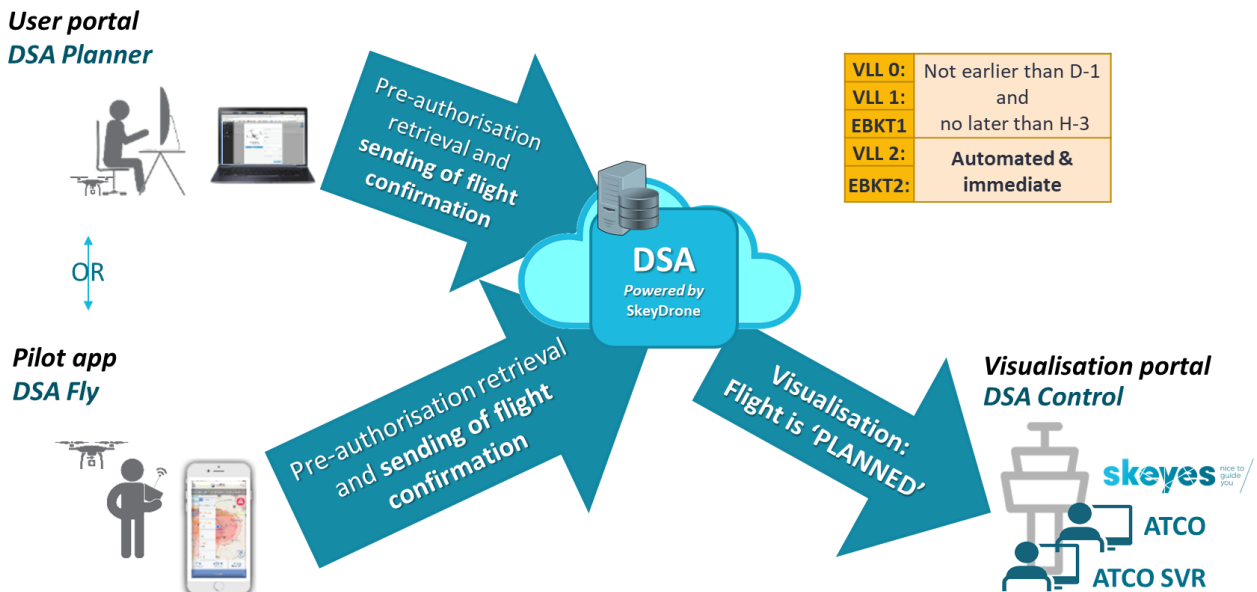 User portal
DSA Planner
Pre-authorisation
retrieval and
sending of flight
confirmation
VLL 0:
VLL 1:
EBKT1
Not earlier than D-1
and
no later than H-3
VLL 2:
EBKT2:
Automated &
immediate
DSA
Powered by
SkeyDrone
OR
Pilot app
DSA Fly
Pre-authorisation retrieval
and sending of flight
confirmation
Visualisation:
Flight is ‘PLANNED’
Visualisation portal
DSA Control
skeyes
nice to
guide
you
ATCO
ATCO SVR